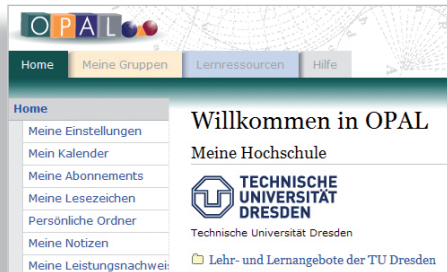 OPAL
Home Meine Gruppen Lernressourcen Hilfe
Home
Meine Einstellungen
Mein Kalender
Meine Abonnements
Meine Lesezeichen
Persönliche Ordner
Meine Notizen
Meine Leistungsnachweis
Willkommen in OPAL
Meine Hochschule
TECHNISCHE
UNIVERSITÄT
DRESDEN
Technische Universität Dresden
Lehr- und Lernangebote der TU Dresden